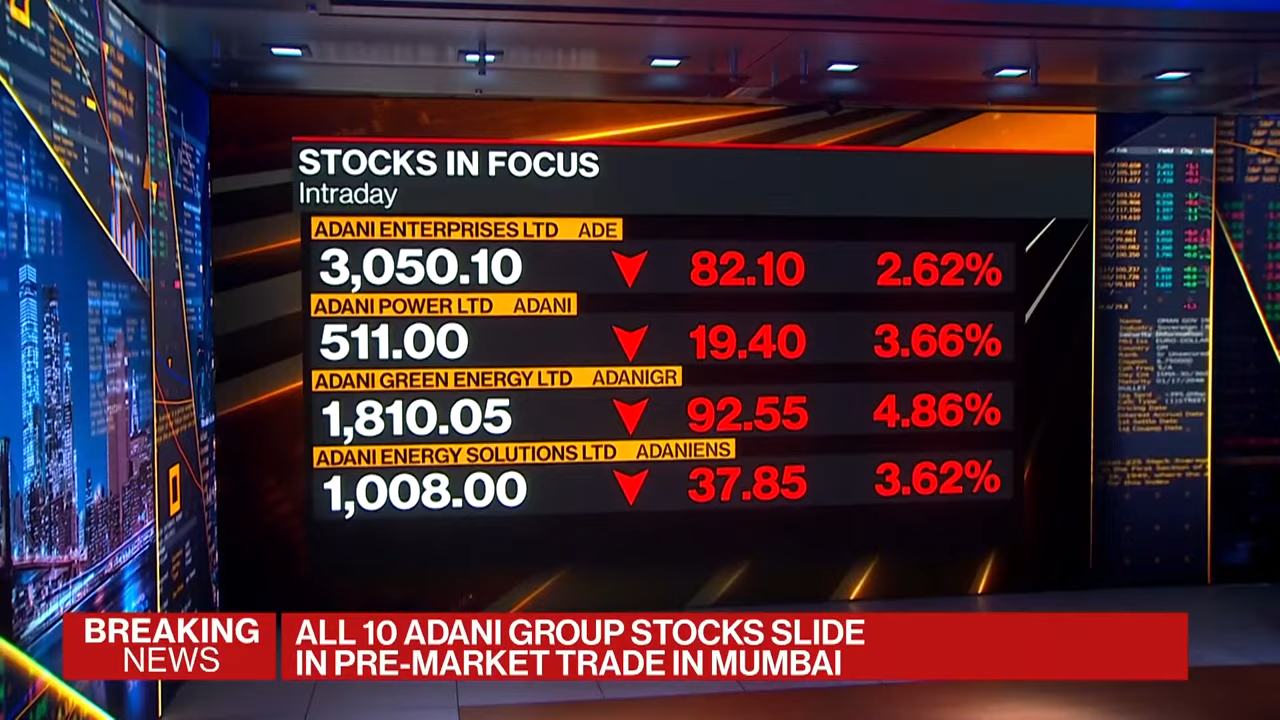 STOCKS IN FOCUS
Intraday
ADANI ENTERPRISES LTD ADE
3,050.10 82.10 2.62%
ADANI POWER LTD ADANI
511.00 19.40 3.66%
ADANI GREEN ENERGY LTD ADANIGR
1,810.05 92.55 4.86%
ADANI ENERGY SOLUTIONS LTD ADANIENS
1,008.00 37.85 3.62%
BREAKING
NEWS
ALL 10 ADANI GROUP STOCKS SLIDE
IN PRE-MARKET TRADE IN MUMBAI